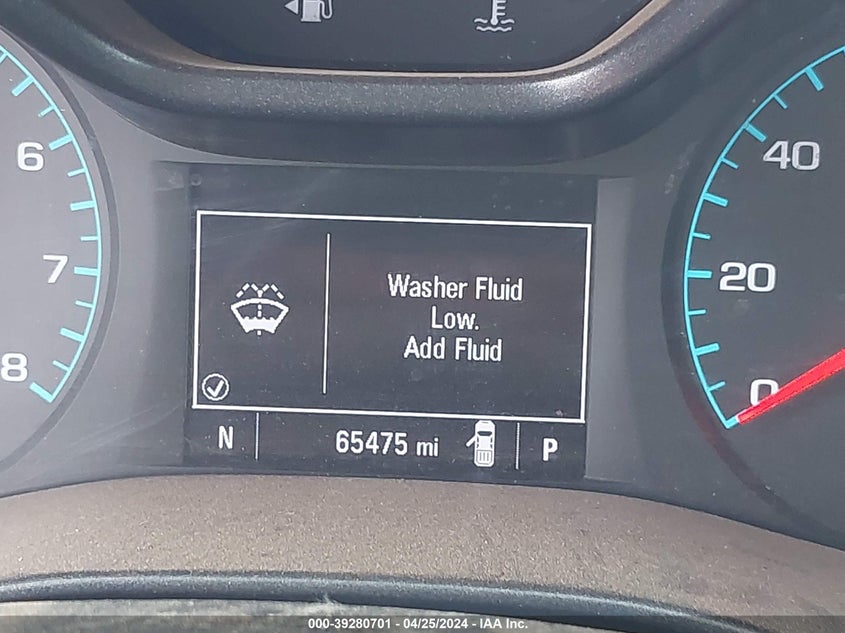 6
7
8
40
20
0
Washer Fluid
Low.
Add Fluid
N 65475 mi P
000-39280701 - 04/25/2024 - IAA Inc.